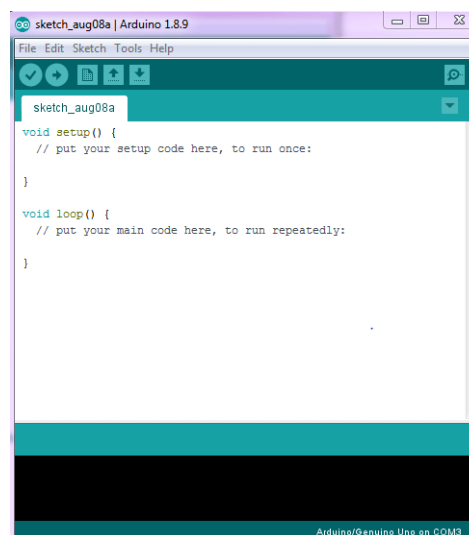 sketch_aug08a | Arduino 1.8.9
File Edit Sketch Tools Help
sketch_aug08a
void setup() {
  // put your setup code here, to run once:
}
void loop() {
  // put your main code here, to run repeatedly:
}
Arduino/Genuino Uno on COM3